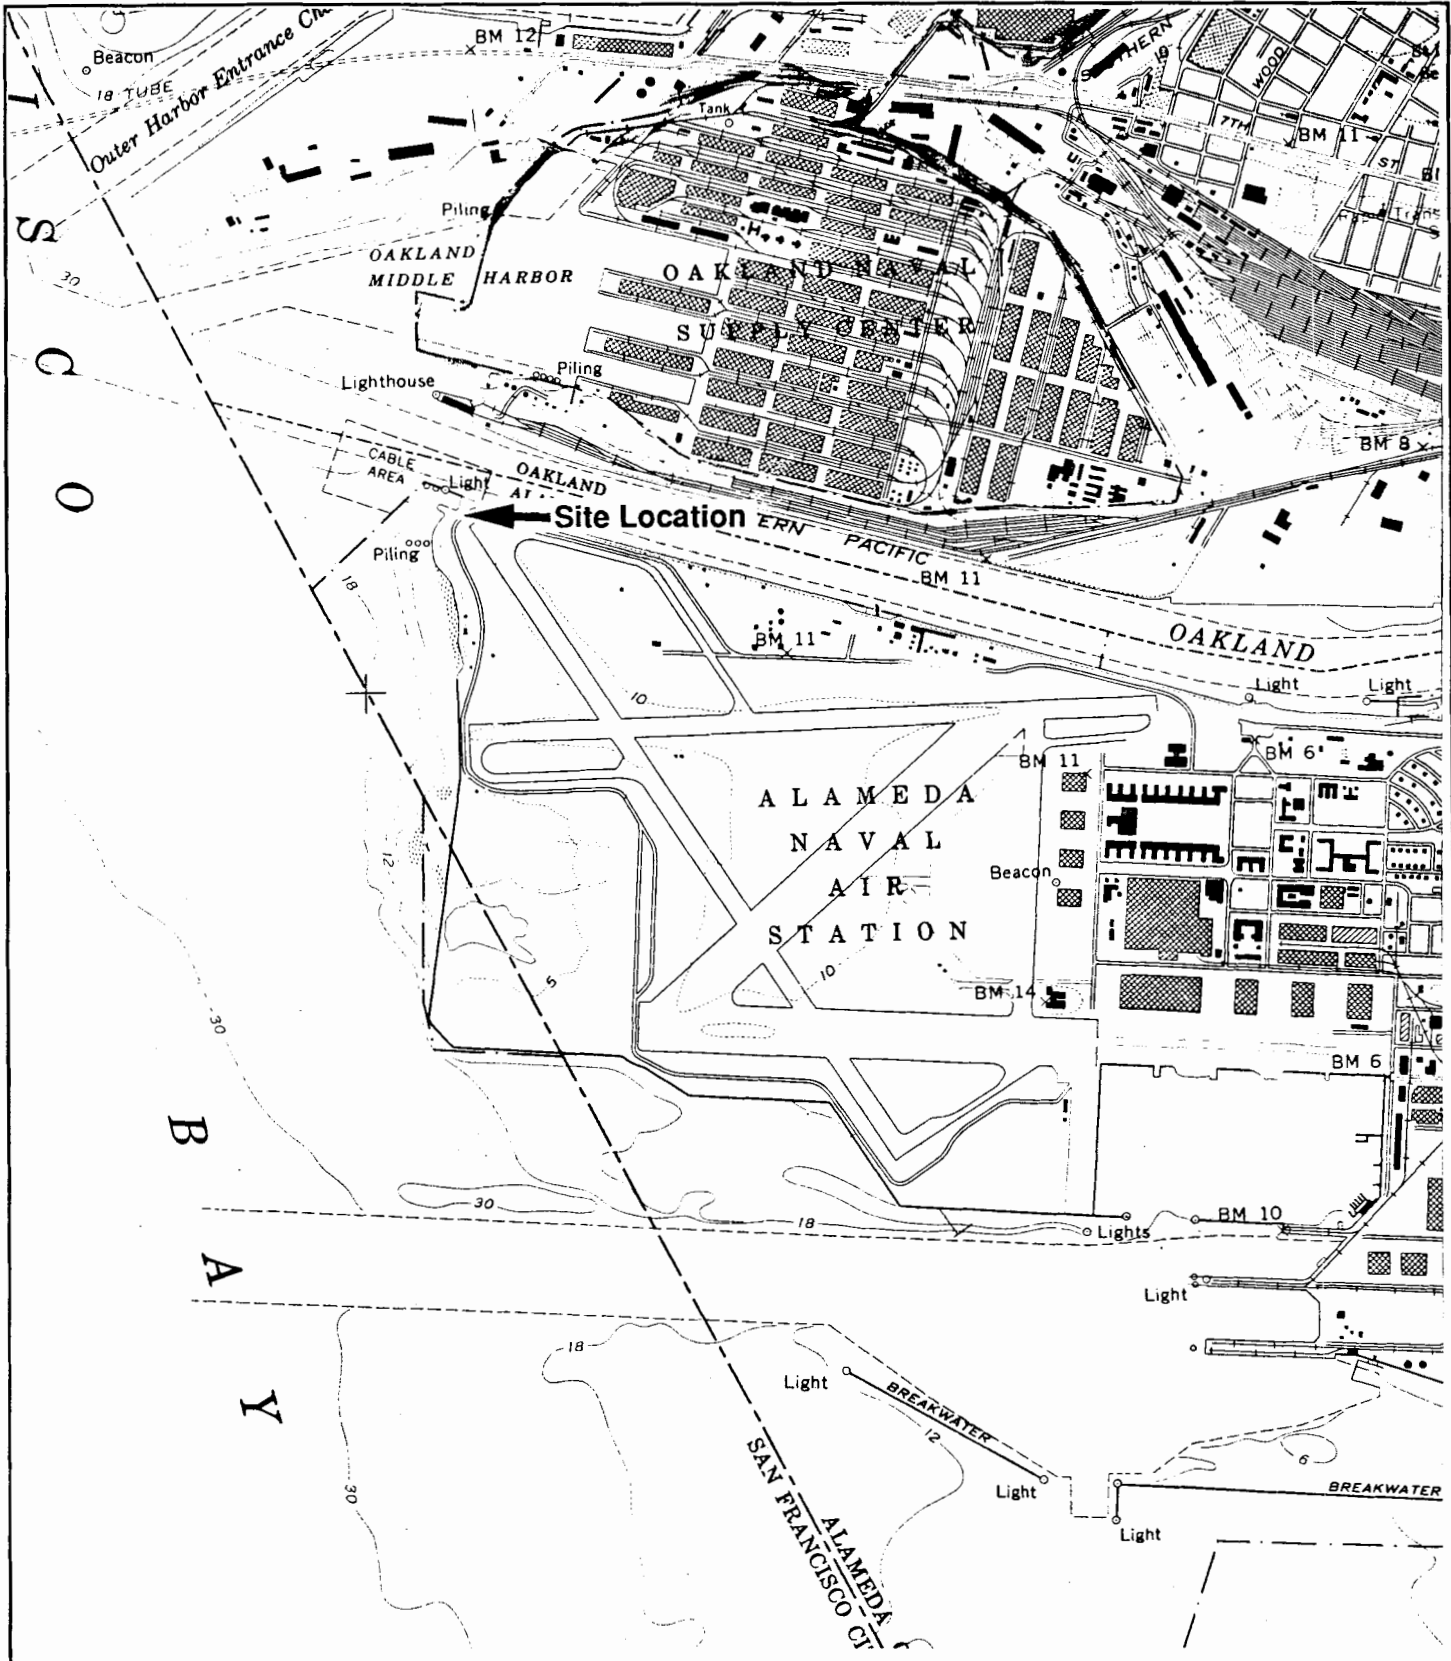 Beacon
18 TUBE
Outer Harbor Entrance
BM 12
SOUTHERN
10
WOOD
7TH
BM 11
ST
Tank
Piling
OAKLAND
MIDDLE HARBOR
30
OAKLAND NAVAL
SUPPLY CENTER
Piling
Lighthouse
BM 8
CABLE
AREA
Light
OAKLAND
Site Location
ERN PACIFIC
BM 11
Piling
18
BM 11
OAKLAND
10
Light
Light
BM 6
BM 11
ALAMEDA
NAVAL
AIR
STATION
Beacon
12
5
10
BM 14
30
BM 6
S
C
O
B
A
Y
30
18
Lights
BM 10
Light
18
Light
BREAKWATER
12
6
30
Light
BREAKWATER
Light
ALAMEDA
SAN FRANCISCO